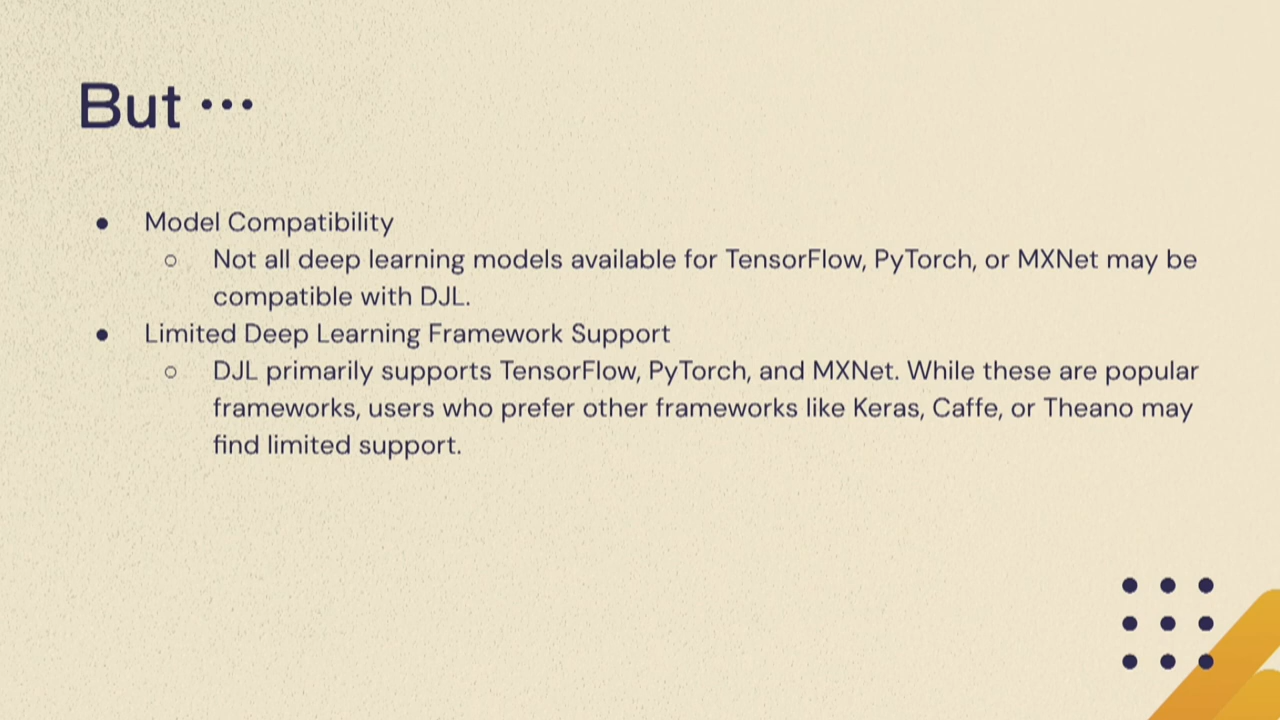 But ...
● Model Compatibility
○ Not all deep learning models available for TensorFlow, PyTorch, or MXNet may be
compatible with DJL.
● Limited Deep Learning Framework Support
○ DJL primarily supports TensorFlow, PyTorch, and MXNet. While these are popular
frameworks, users who prefer other frameworks like Keras, Caffe, or Theano may
find limited support.